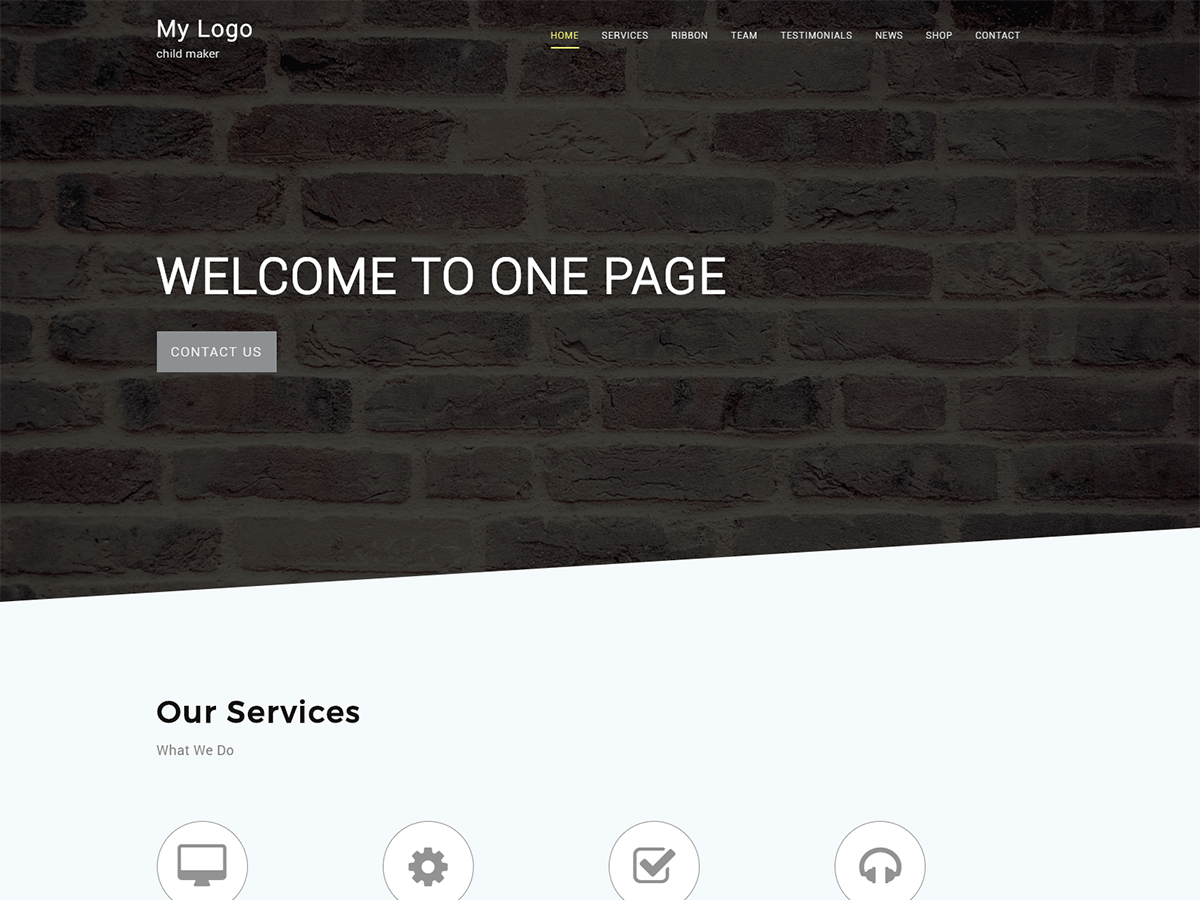 My Logo
child maker
HOME SERVICES RIBBON TEAM TESTIMONIALS NEWS SHOP CONTACT
WELCOME TO ONE PAGE
CONTACT US
Our Services
What We Do